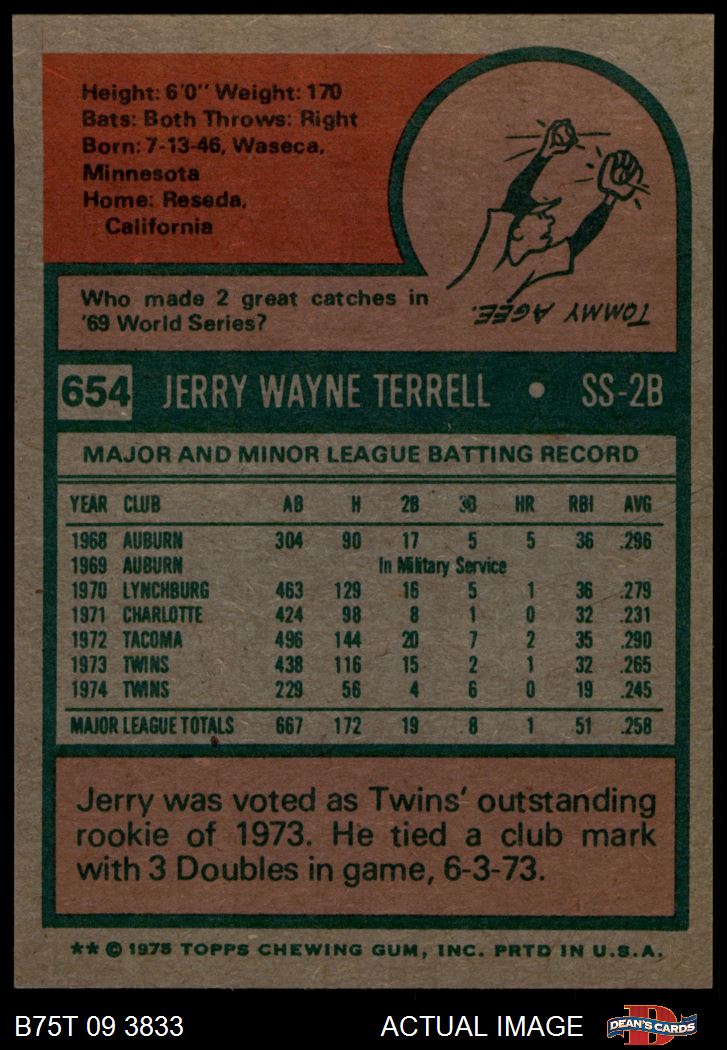 Height: 6'0" Weight: 170
Bats: Both Throws: Right
Born: 7-13-46, Waseca,
Minnesota
Home: Reseda,
California
Who made 2 great catches in
'69 World Series?
TOMMY AGEE.
654 JERRY WAYNE TERRELL • SS-2B
MAJOR AND MINOR LEAGUE BATTING RECORD
YEAR CLUB AB H 2B 3B HR RBI AVG
1968 AUBURN 304 90 17 5 5 36 .296
1969 AUBURN In Military Service
1970 LYNCHBURG 463 129 16 5 1 36 .279
1971 CHARLOTTE 424 98 8 1 0 32 .231
1972 TACOMA 496 144 20 7 2 35 .290
1973 TWINS 438 116 15 2 1 32 .265
1974 TWINS 229 56 4 6 0 19 .245
MAJOR LEAGUE TOTALS 667 172 19 8 1 51 .258
Jerry was voted as Twins' outstanding
rookie of 1973. He tied a club mark
with 3 Doubles in game, 6-3-73.
** © 1975 TOPPS CHEWING GUM, INC. PRTD IN U.S.A.
B75T 09 3833 ACTUAL IMAGE DEAN'S CARDS